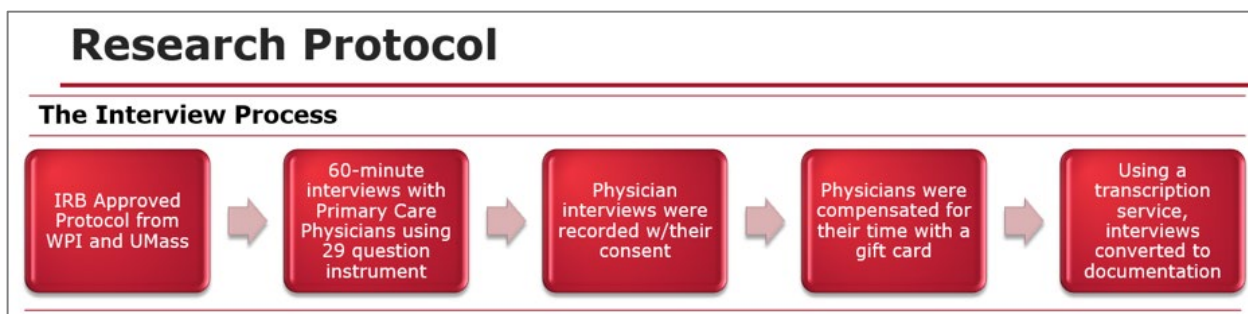 Research Protocol
The Interview Process
IRB Approved
Protocol from
WPI and UMass
60-minute
interviews with
Primary Care
Physicians using
29 question
instrument
Physician
interviews were
recorded w/their
consent
Physicians were
compensated for
their time with a
gift card
Using a
transcription
service,
interviews
converted to
documentation